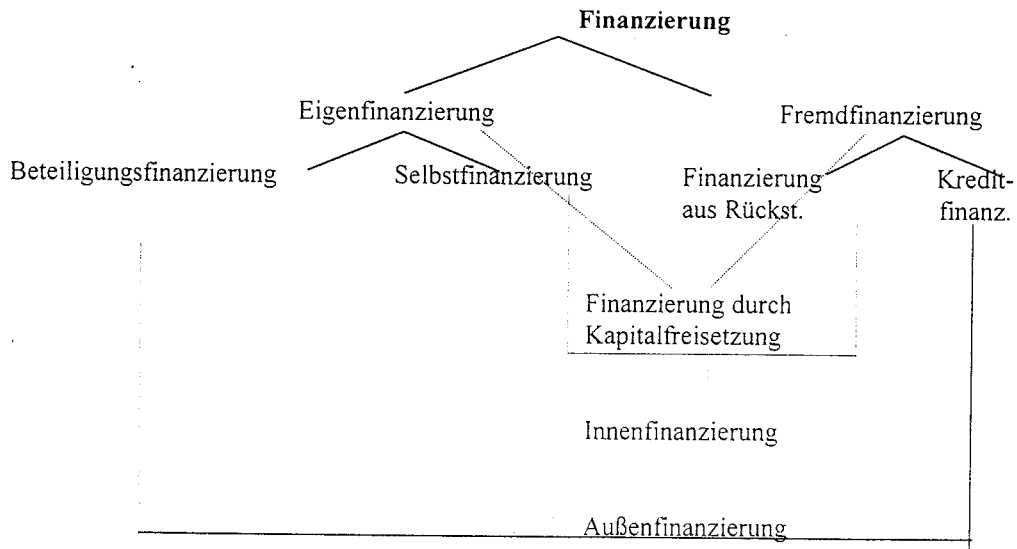 Finanzierung
Eigenfinanzierung
Fremdfinanzierung
Beteiligungsfinanzierung
Selbstfinanzierung
Finanzierung
aus Rückst.
Kredit-
finanz.
Finanzierung durch
Kapitalfreisetzung
Innenfinanzierung
Außenfinanzierung